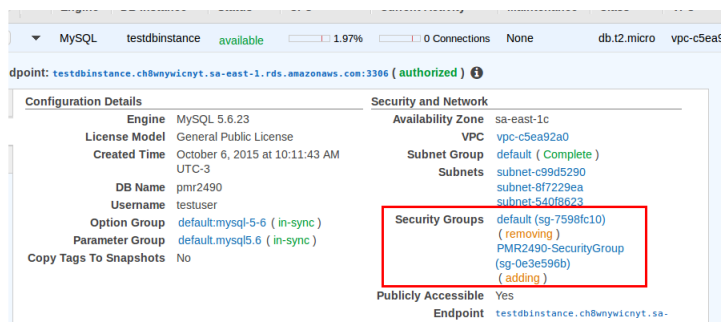 MySQL testdbinstance available 1.97% 0 Connections None db.t2.micro vpc-c5ea9
dpoint: testdbinstance.ch8wnywicnyt.sa-east-1.rds.amazonaws.com:3306 ( authorized )
Configuration Details
Engine MySQL 5.6.23
License Model General Public License
Created Time October 6, 2015 at 10:11:43 AM
UTC-3
DB Name pmr2490
Username testuser
Option Group default:mysql-5-6 ( in-sync )
Parameter Group default.mysql5.6 ( in-sync )
Copy Tags To Snapshots No
Security and Network
Availability Zone sa-east-1c
VPC vpc-c5ea92a0
Subnet Group default ( Complete )
Subnets subnet-c99d5290
subnet-8f7229ea
subnet-540f8623
Security Groups default (sg-7598fc10)
( removing )
PMR2490-SecurityGroup
(sg-0e3e596b)
( adding )
Publicly Accessible Yes
Endpoint testdbinstance.ch8wnywicnyt.sa-